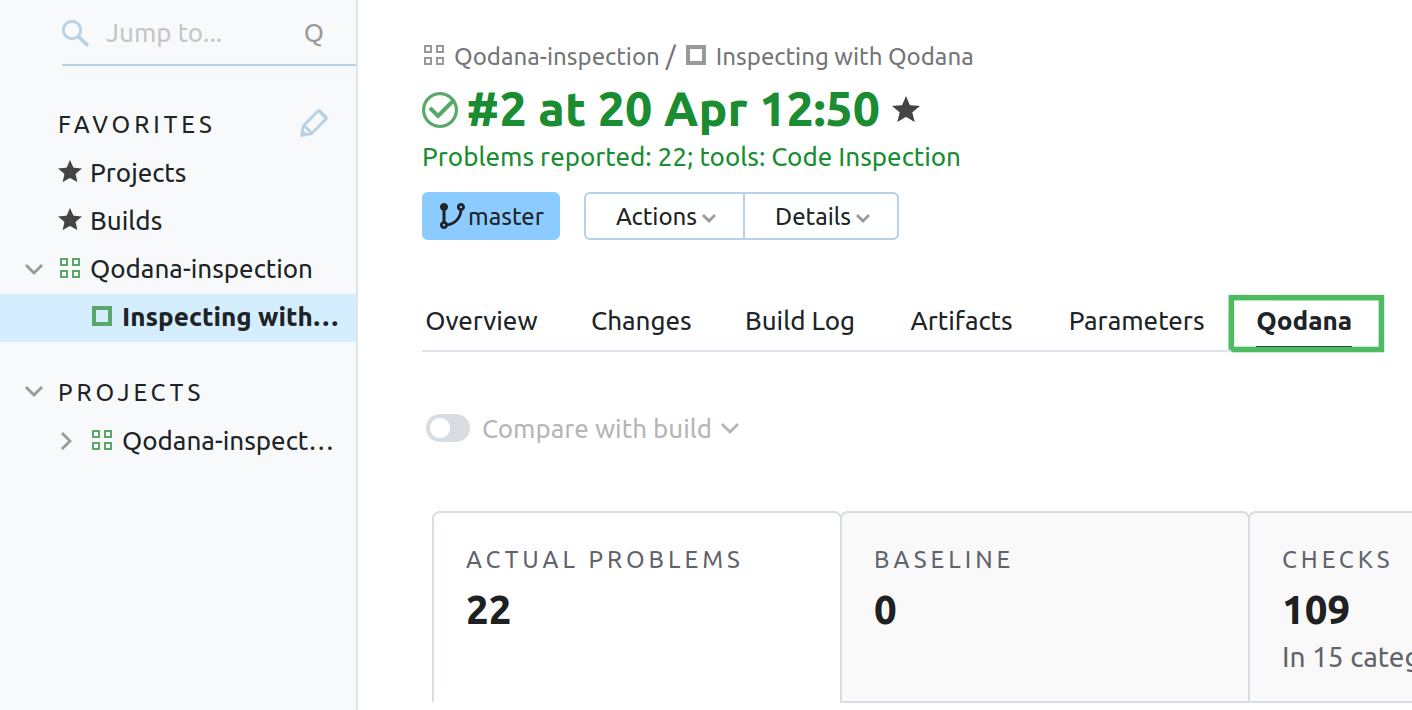 Jump to... Q
FAVORITES
Projects
Builds
Qodana-inspection
Inspecting with...
PROJECTS
Qodana-inspect...
Qodana-inspection / Inspecting with Qodana
#2 at 20 Apr 12:50
Problems reported: 22; tools: Code Inspection
master Actions Details
Overview Changes Build Log Artifacts Parameters Qodana
Compare with build
ACTUAL PROBLEMS
22
BASELINE
0
CHECKS
109
In 15 categ